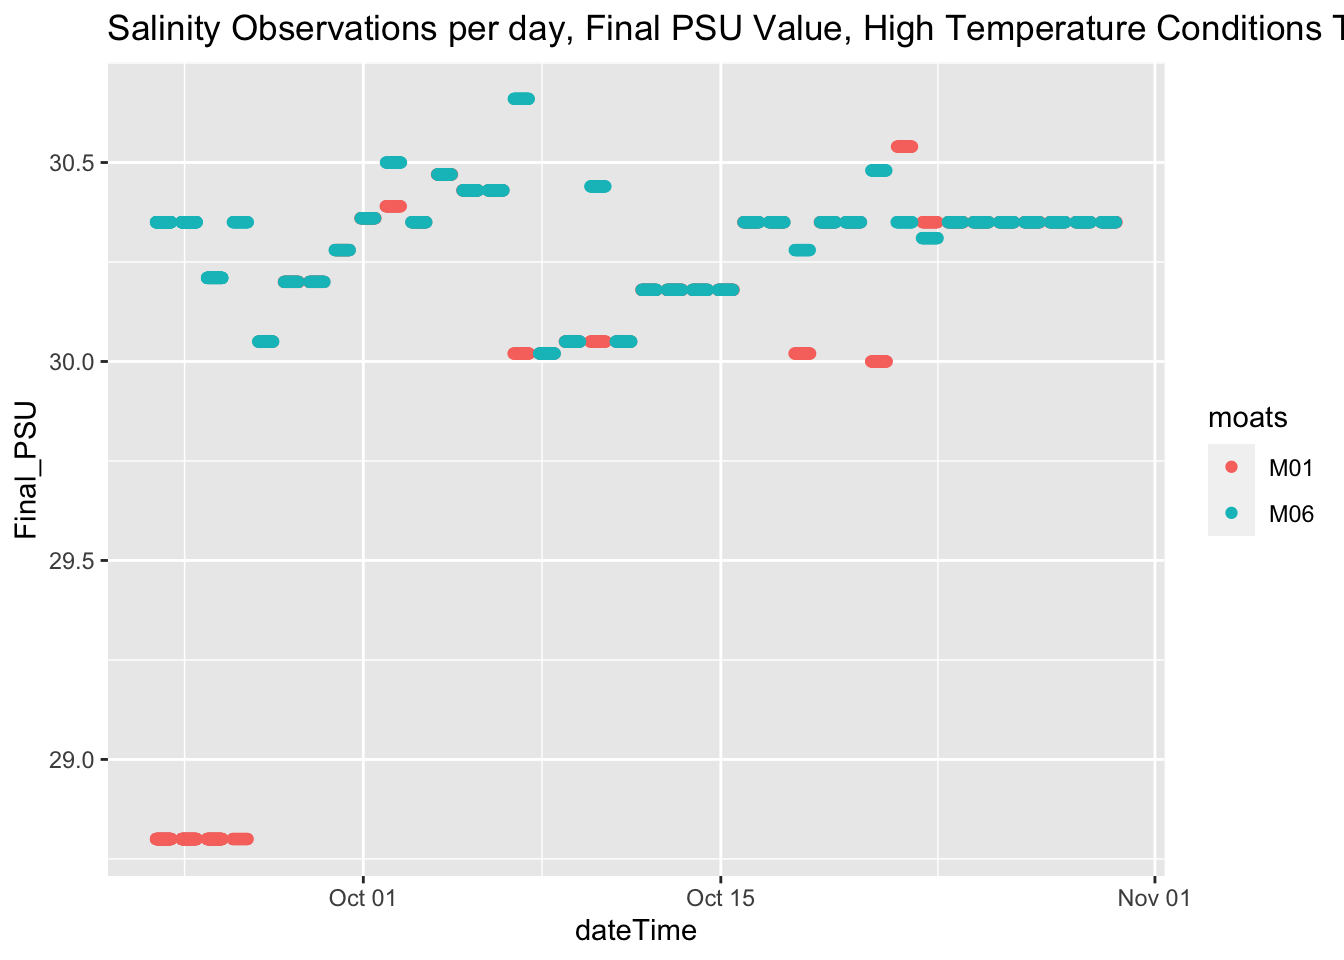 Salinity Observations per day, Final PSU Value, High Temperature Conditions T
30.5
30.0
29.5
29.0
Final_PSU
Oct 01
Oct 15
Nov 01
dateTime
moats
M01
M06